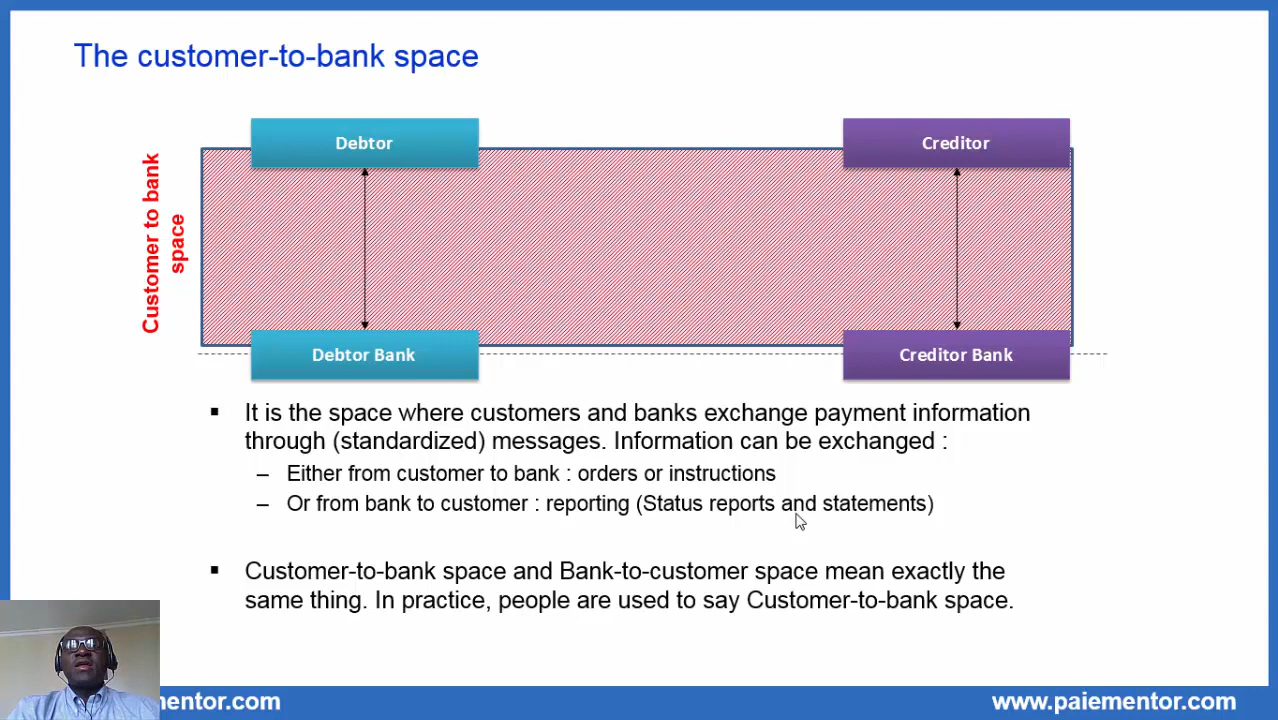 The customer-to-bank space
Customer to bank
space
Debtor
Creditor
Debtor Bank
Creditor Bank
▪ It is the space where customers and banks exchange payment information
through (standardized) messages. Information can be exchanged :
– Either from customer to bank : orders or instructions
– Or from bank to customer : reporting (Status reports and statements)
▪ Customer-to-bank space and Bank-to-customer space mean exactly the
same thing. In practice, people are used to say Customer-to-bank space.
mentor.com
www.paiementor.com